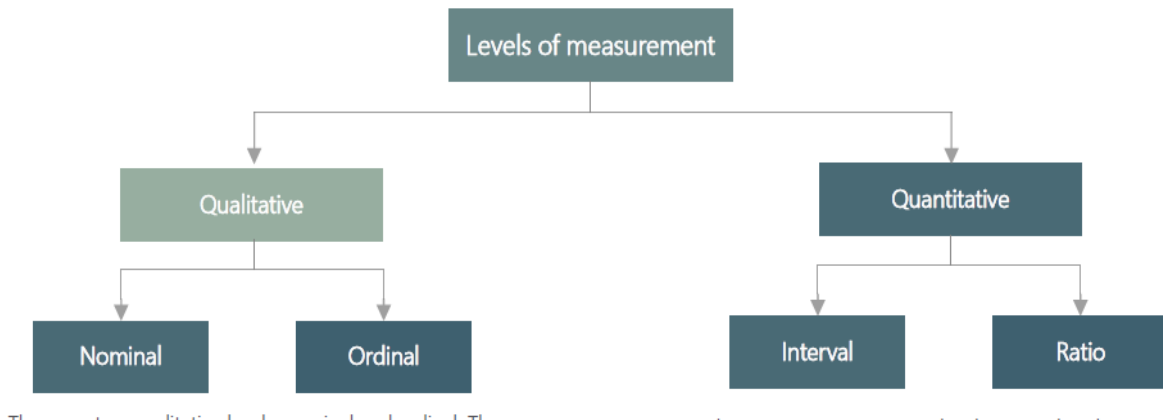 Levels of measurement
Qualitative
Quantitative
Nominal
Ordinal
Interval
Ratio